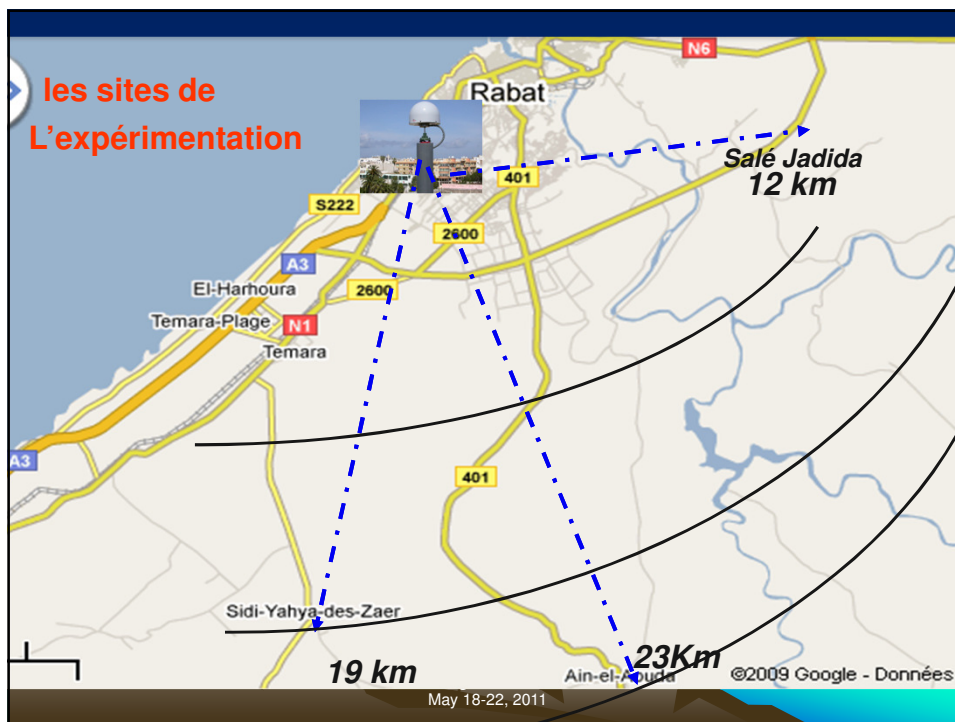 les sites de
L'expérimentation
N6
Rabat
Salé Jadida
12 km
401
S222
2600
A3
El-Harhoura
2600
Temara-Plage
N1
Temara
A3
401
Sidi-Yahya-des-Zaer
19 km
23Km
Ain-el-Aouda
©2009 Google - Données
May 18-22, 2011